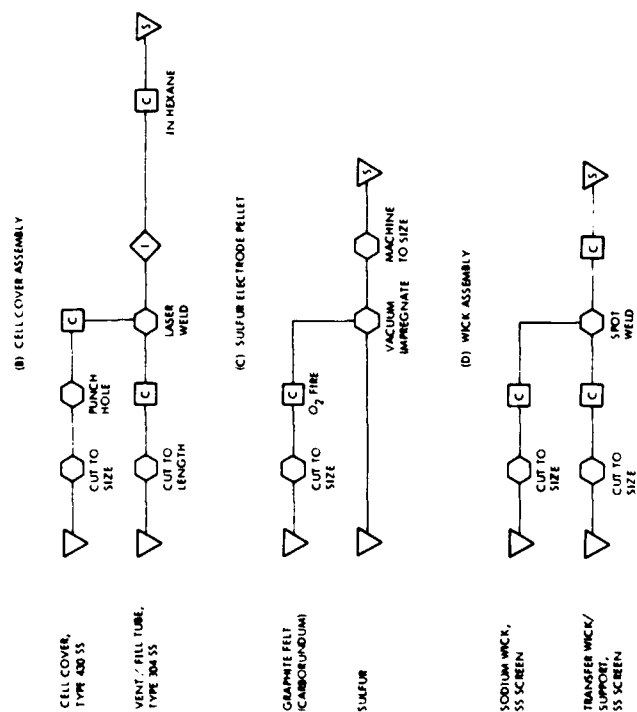 (B) CELL COVER ASSEMBLY
CELL COVER,
TYPE 430 SS
CUT TO
SIZE
PUNCH
HOLE
C
VENT / FILL TUBE,
TYPE 304 SS
CUT TO
LENGTH
C
LASER
WELD
I
C
IN HEXANE
S
(C) SULFUR ELECTRODE PELLET
GRAPHITE FELT
(CARBORUNDUM)
CUT TO
SIZE
C
O2 FIRE
SULFUR
VACUUM
IMPREGNATE
MACHINE
TO SIZE
S
(D) WICK ASSEMBLY
SODIUM WICK,
SS SCREEN
CUT TO
SIZE
C
TRANSFER WICK/
SUPPORT,
SS SCREEN
CUT TO
SIZE
C
SPOT
WELD
C
S